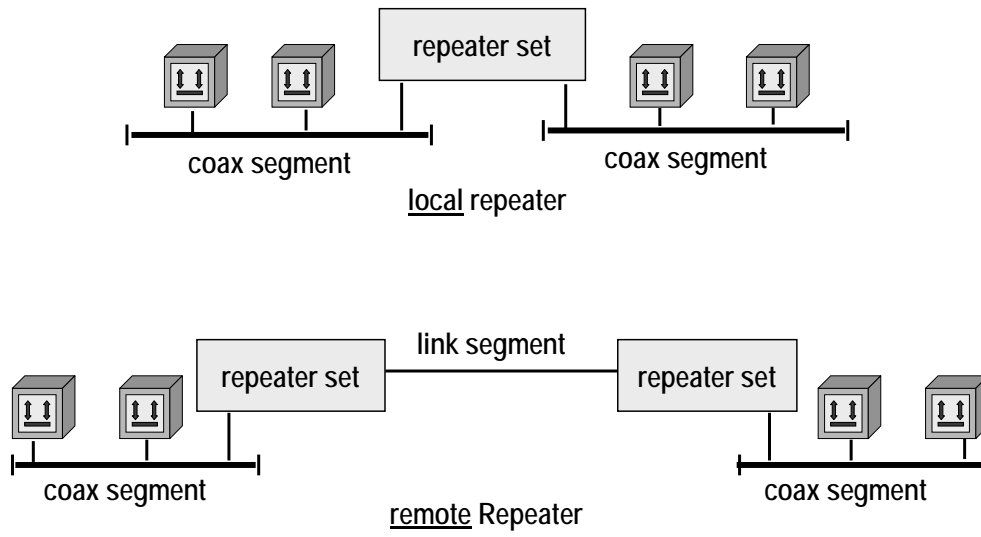 repeater set
coax segment
coax segment
local repeater
link segment
repeater set
repeater set
coax segment
coax segment
remote Repeater